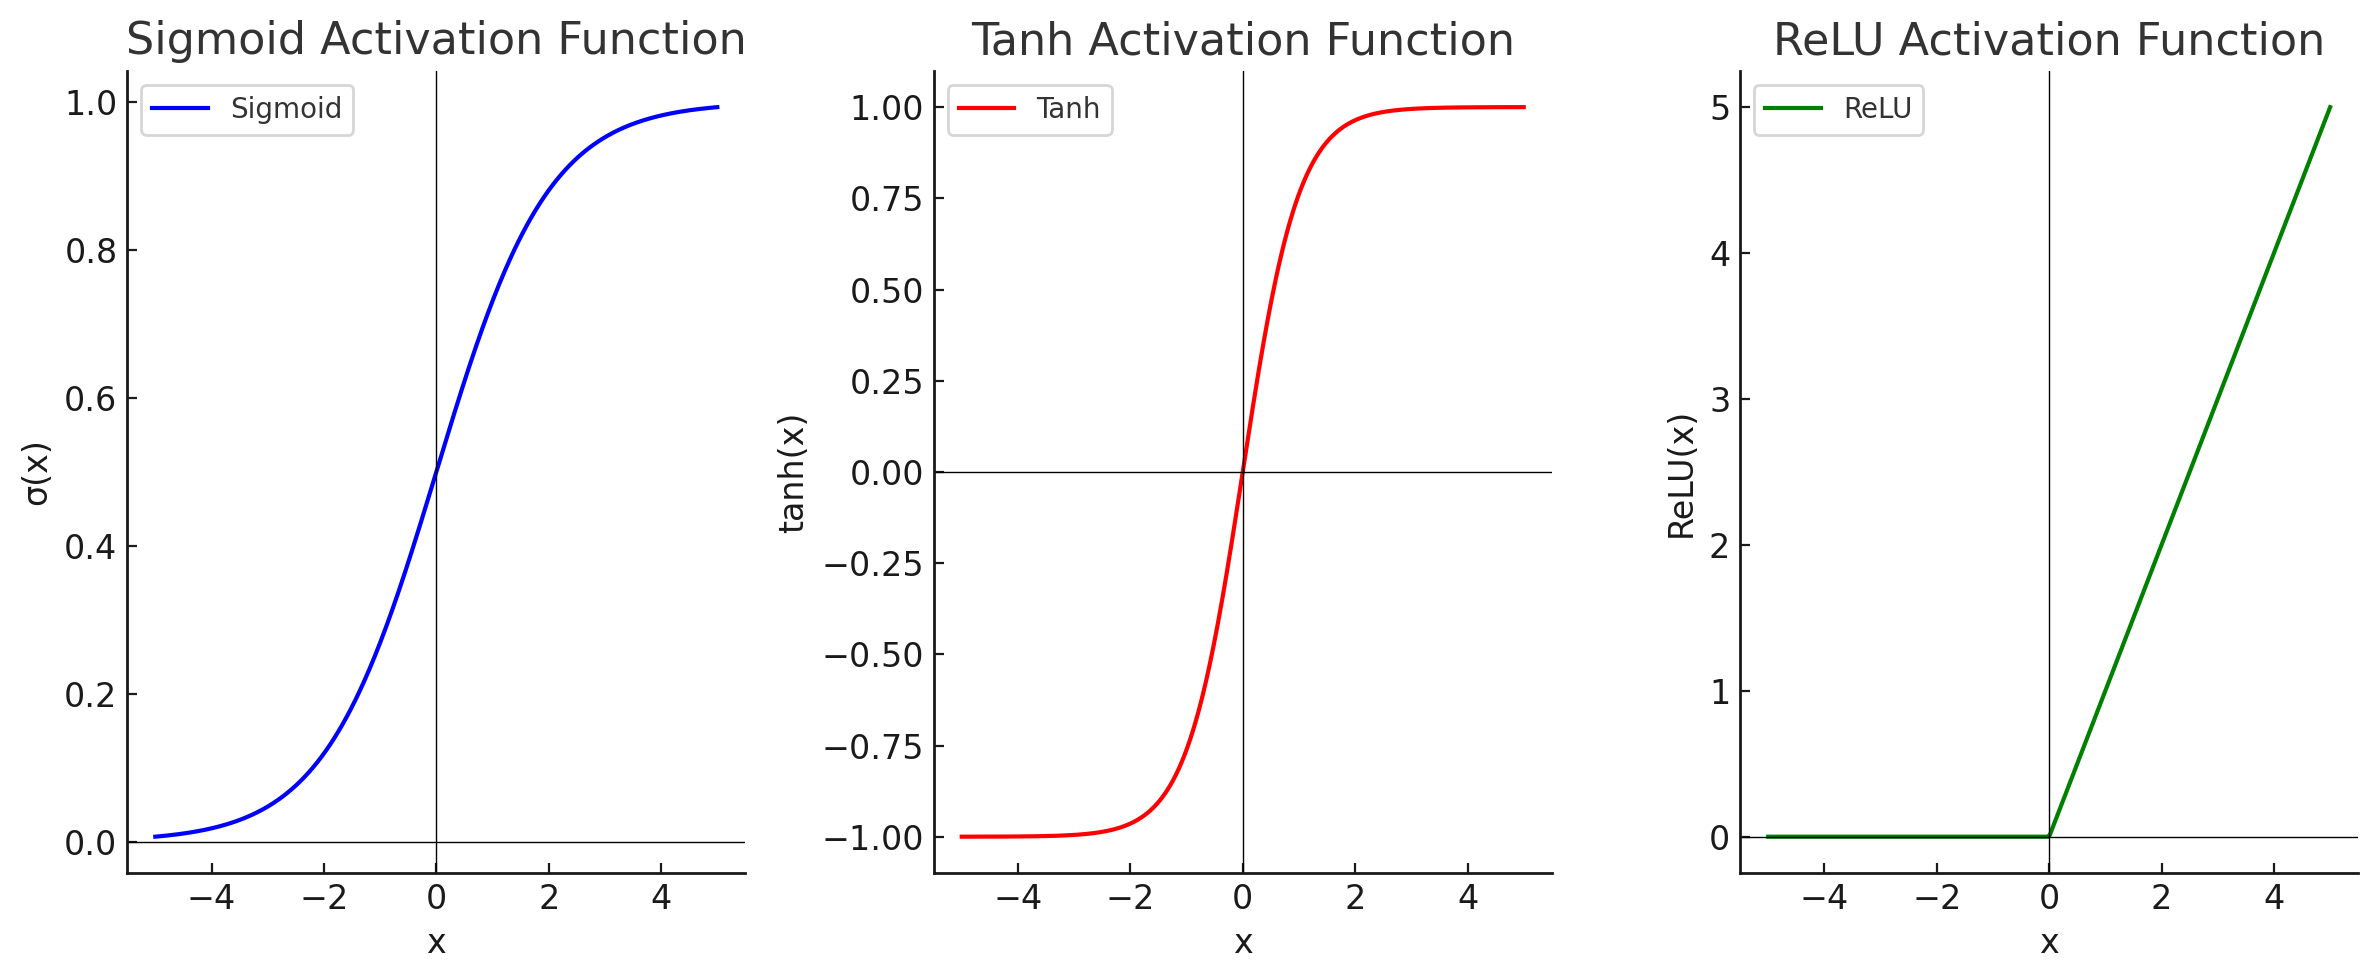 Sigmoid Activation Function
Sigmoid
1.0
0.8
0.6
0.4
0.2
0.0
σ(x)
−4 −2 0 2 4
x
Tanh Activation Function
Tanh
1.00
0.75
0.50
0.25
0.00
−0.25
−0.50
−0.75
−1.00
tanh(x)
−4 −2 0 2 4
x
ReLU Activation Function
ReLU
5
4
3
2
1
0
ReLU(x)
−4 −2 0 2 4
x